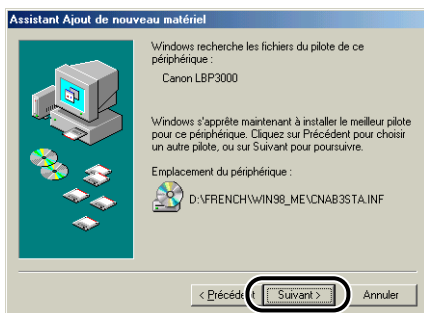 Assistant Ajout de nouveau matériel
Windows recherche les fichiers du pilote de ce
périphérique :
Canon LBP3000
Windows s'apprête maintenant à installer le meilleur pilote
pour ce périphérique. Cliquez sur Précédent pour choisir
un autre pilote, ou sur Suivant pour poursuivre.
Emplacement du périphérique :
D:\FRENCH\WIN98_ME\CNAB3STA.INF
< Précédent
Suivant >
Annuler